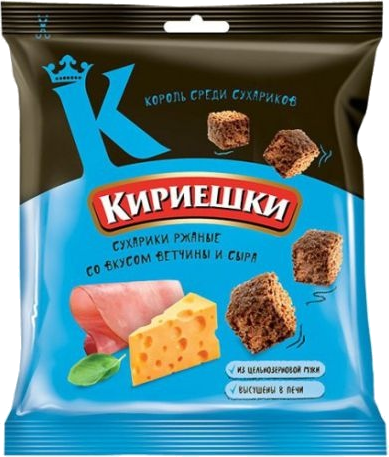 К
КОРОЛЬ СРЕДИ СУХАРИКОВ
КИРИЕШКИ
СУХАРИКИ РЖАНЫЕ
СО ВКУСОМ ВЕТЧИНЫ И СЫРА
ИЗ ЦЕЛЬНОЗЕРНОВОЙ МУКИ
ВЫСУШЕНЫ В ПЕЧИ